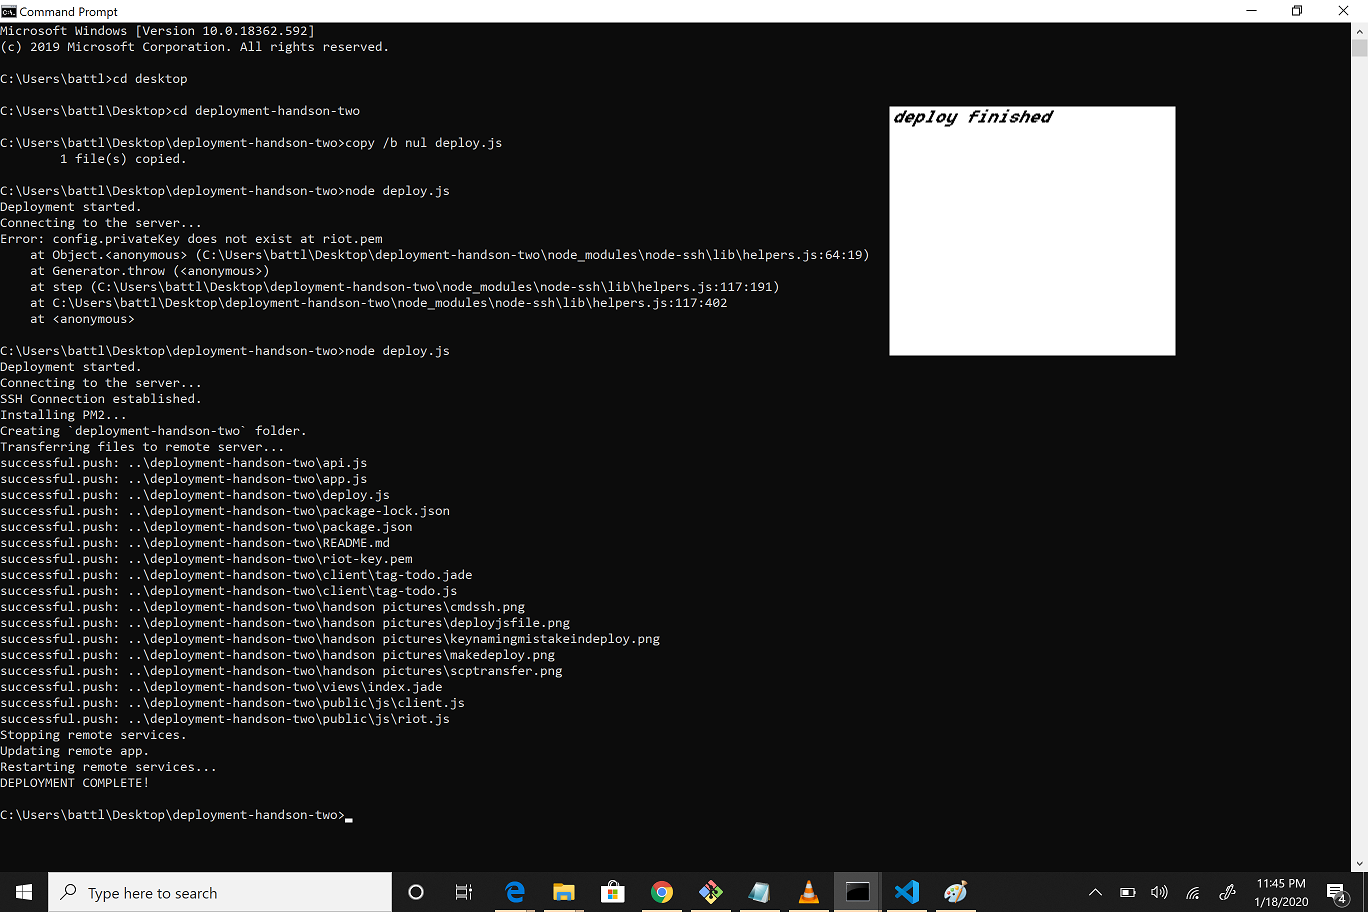 Command Prompt
Microsoft Windows [Version 10.0.18362.592]
(c) 2019 Microsoft Corporation. All rights reserved.
C:\Users\battl>cd desktop
C:\Users\battl\Desktop>cd deployment-handson-two
deploy finished
C:\Users\battl\Desktop\deployment-handson-two>copy /b nul deploy.js
1 file(s) copied.
C:\Users\battl\Desktop\deployment-handson-two>node deploy.js
Deployment started.
Connecting to the server...
Error: config.privateKey does not exist at riot.pem
at Object.<anonymous> (C:\Users\battl\Desktop\deployment-handson-two\node_modules\node-ssh\lib\helpers.js:64:19)
at Generator.throw (<anonymous>)
at step (C:\Users\battl\Desktop\deployment-handson-two\node_modules\node-ssh\lib\helpers.js:117:191)
at C:\Users\battl\Desktop\deployment-handson-two\node_modules\node-ssh\lib\helpers.js:117:402
at <anonymous>
C:\Users\battl\Desktop\deployment-handson-two>node deploy.js
Deployment started.
Connecting to the server...
SSH Connection established.
Installing PM2...
Creating `deployment-handson-two` folder.
Transferring files to remote server...
successful.push: ..\deployment-handson-two\api.js
successful.push: ..\deployment-handson-two\app.js
successful.push: ..\deployment-handson-two\deploy.js
successful.push: ..\deployment-handson-two\package-lock.json
successful.push: ..\deployment-handson-two\package.json
successful.push: ..\deployment-handson-two\README.md
successful.push: ..\deployment-handson-two\riot-key.pem
successful.push: ..\deployment-handson-two\client\tag-todo.jade
successful.push: ..\deployment-handson-two\client\tag-todo.js
successful.push: ..\deployment-handson-two\handson pictures\cmdssh.png
successful.push: ..\deployment-handson-two\handson pictures\deployjsfile.png
successful.push: ..\deployment-handson-two\handson pictures\keynamingmistakeindeploy.png
successful.push: ..\deployment-handson-two\handson pictures\makedeploy.png
successful.push: ..\deployment-handson-two\handson pictures\scptransfer.png
successful.push: ..\deployment-handson-two\views\index.jade
successful.push: ..\deployment-handson-two\public\js\client.js
successful.push: ..\deployment-handson-two\public\js\riot.js
Stopping remote services.
Updating remote app.
Restarting remote services...
DEPLOYMENT COMPLETE!
C:\Users\battl\Desktop\deployment-handson-two>
Type here to search
11:45 PM
1/18/2020
4